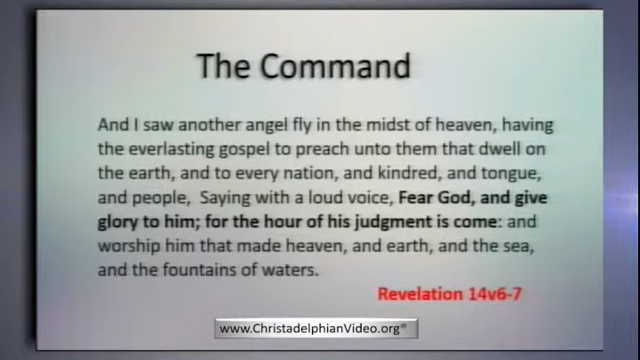 The Command
And I saw another angel fly in the midst of heaven, having
the everlasting gospel to preach unto them that dwell on
the earth, and to every nation, and kindred, and tongue,
and people,  Saying with a loud voice, Fear God, and give
glory to him; for the hour of his judgment is come: and
worship him that made heaven, and earth, and the sea,
and the fountains of waters.
Revelation 14v6-7
www.ChristadelphianVideo.org®